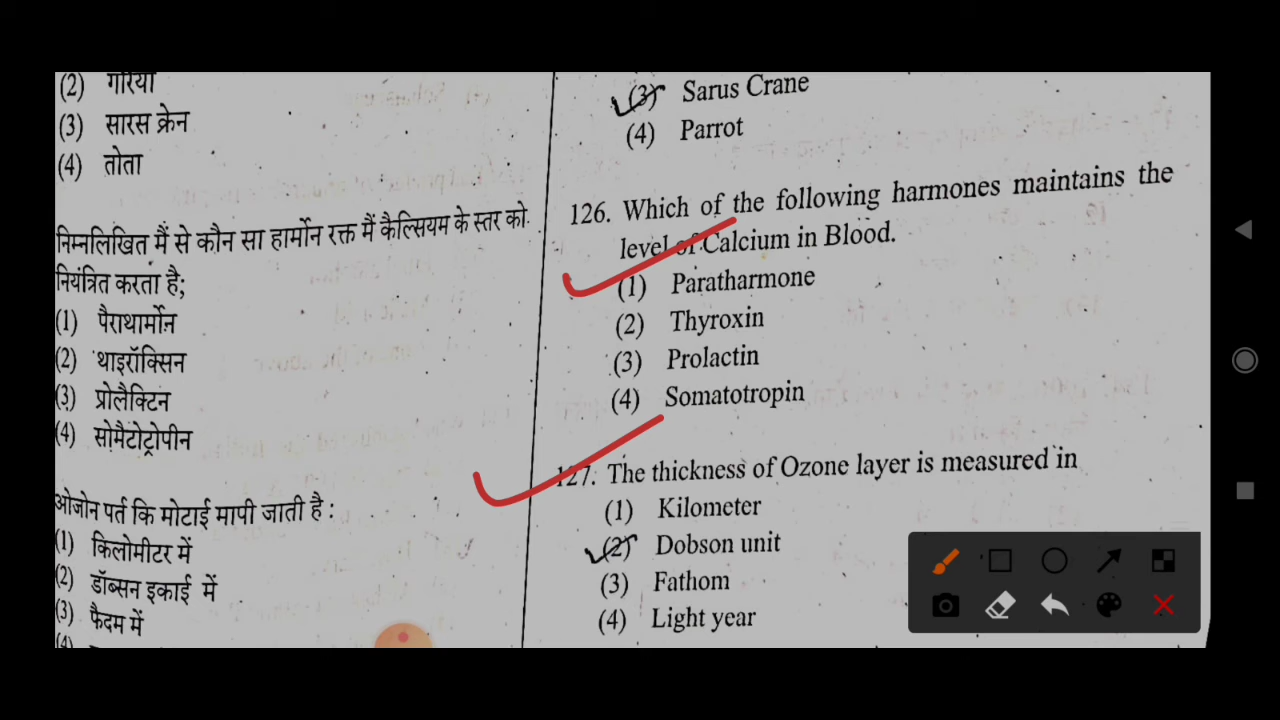 (2) गौरैया
(3) सारस क्रेन
(4) तोता
निम्नलिखित मैं से कौन सा हार्मोन रक्त मैं कैल्सियम के स्तर को
नियंत्रित करता है;
(1) पैराथार्मोन
(2) थाइरॉक्सिन
(3) प्रोलैक्टिन
(4) सोमैटोट्रोपीन
ओजोन पर्त कि मोटाई मापी जाती है :
(1) किलोमीटर में
(2) डॉब्सन इकाई में
(3) फैदम में
(4)
(3) Sarus Crane
(4) Parrot
126. Which of the following harmones maintains the
level of Calcium in Blood.
(1) Paratharmone
(2) Thyroxin
(3) Prolactin
(4) Somatotropin
127. The thickness of Ozone layer is measured in
(1) Kilometer
(2) Dobson unit
(3) Fathom
(4) Light year